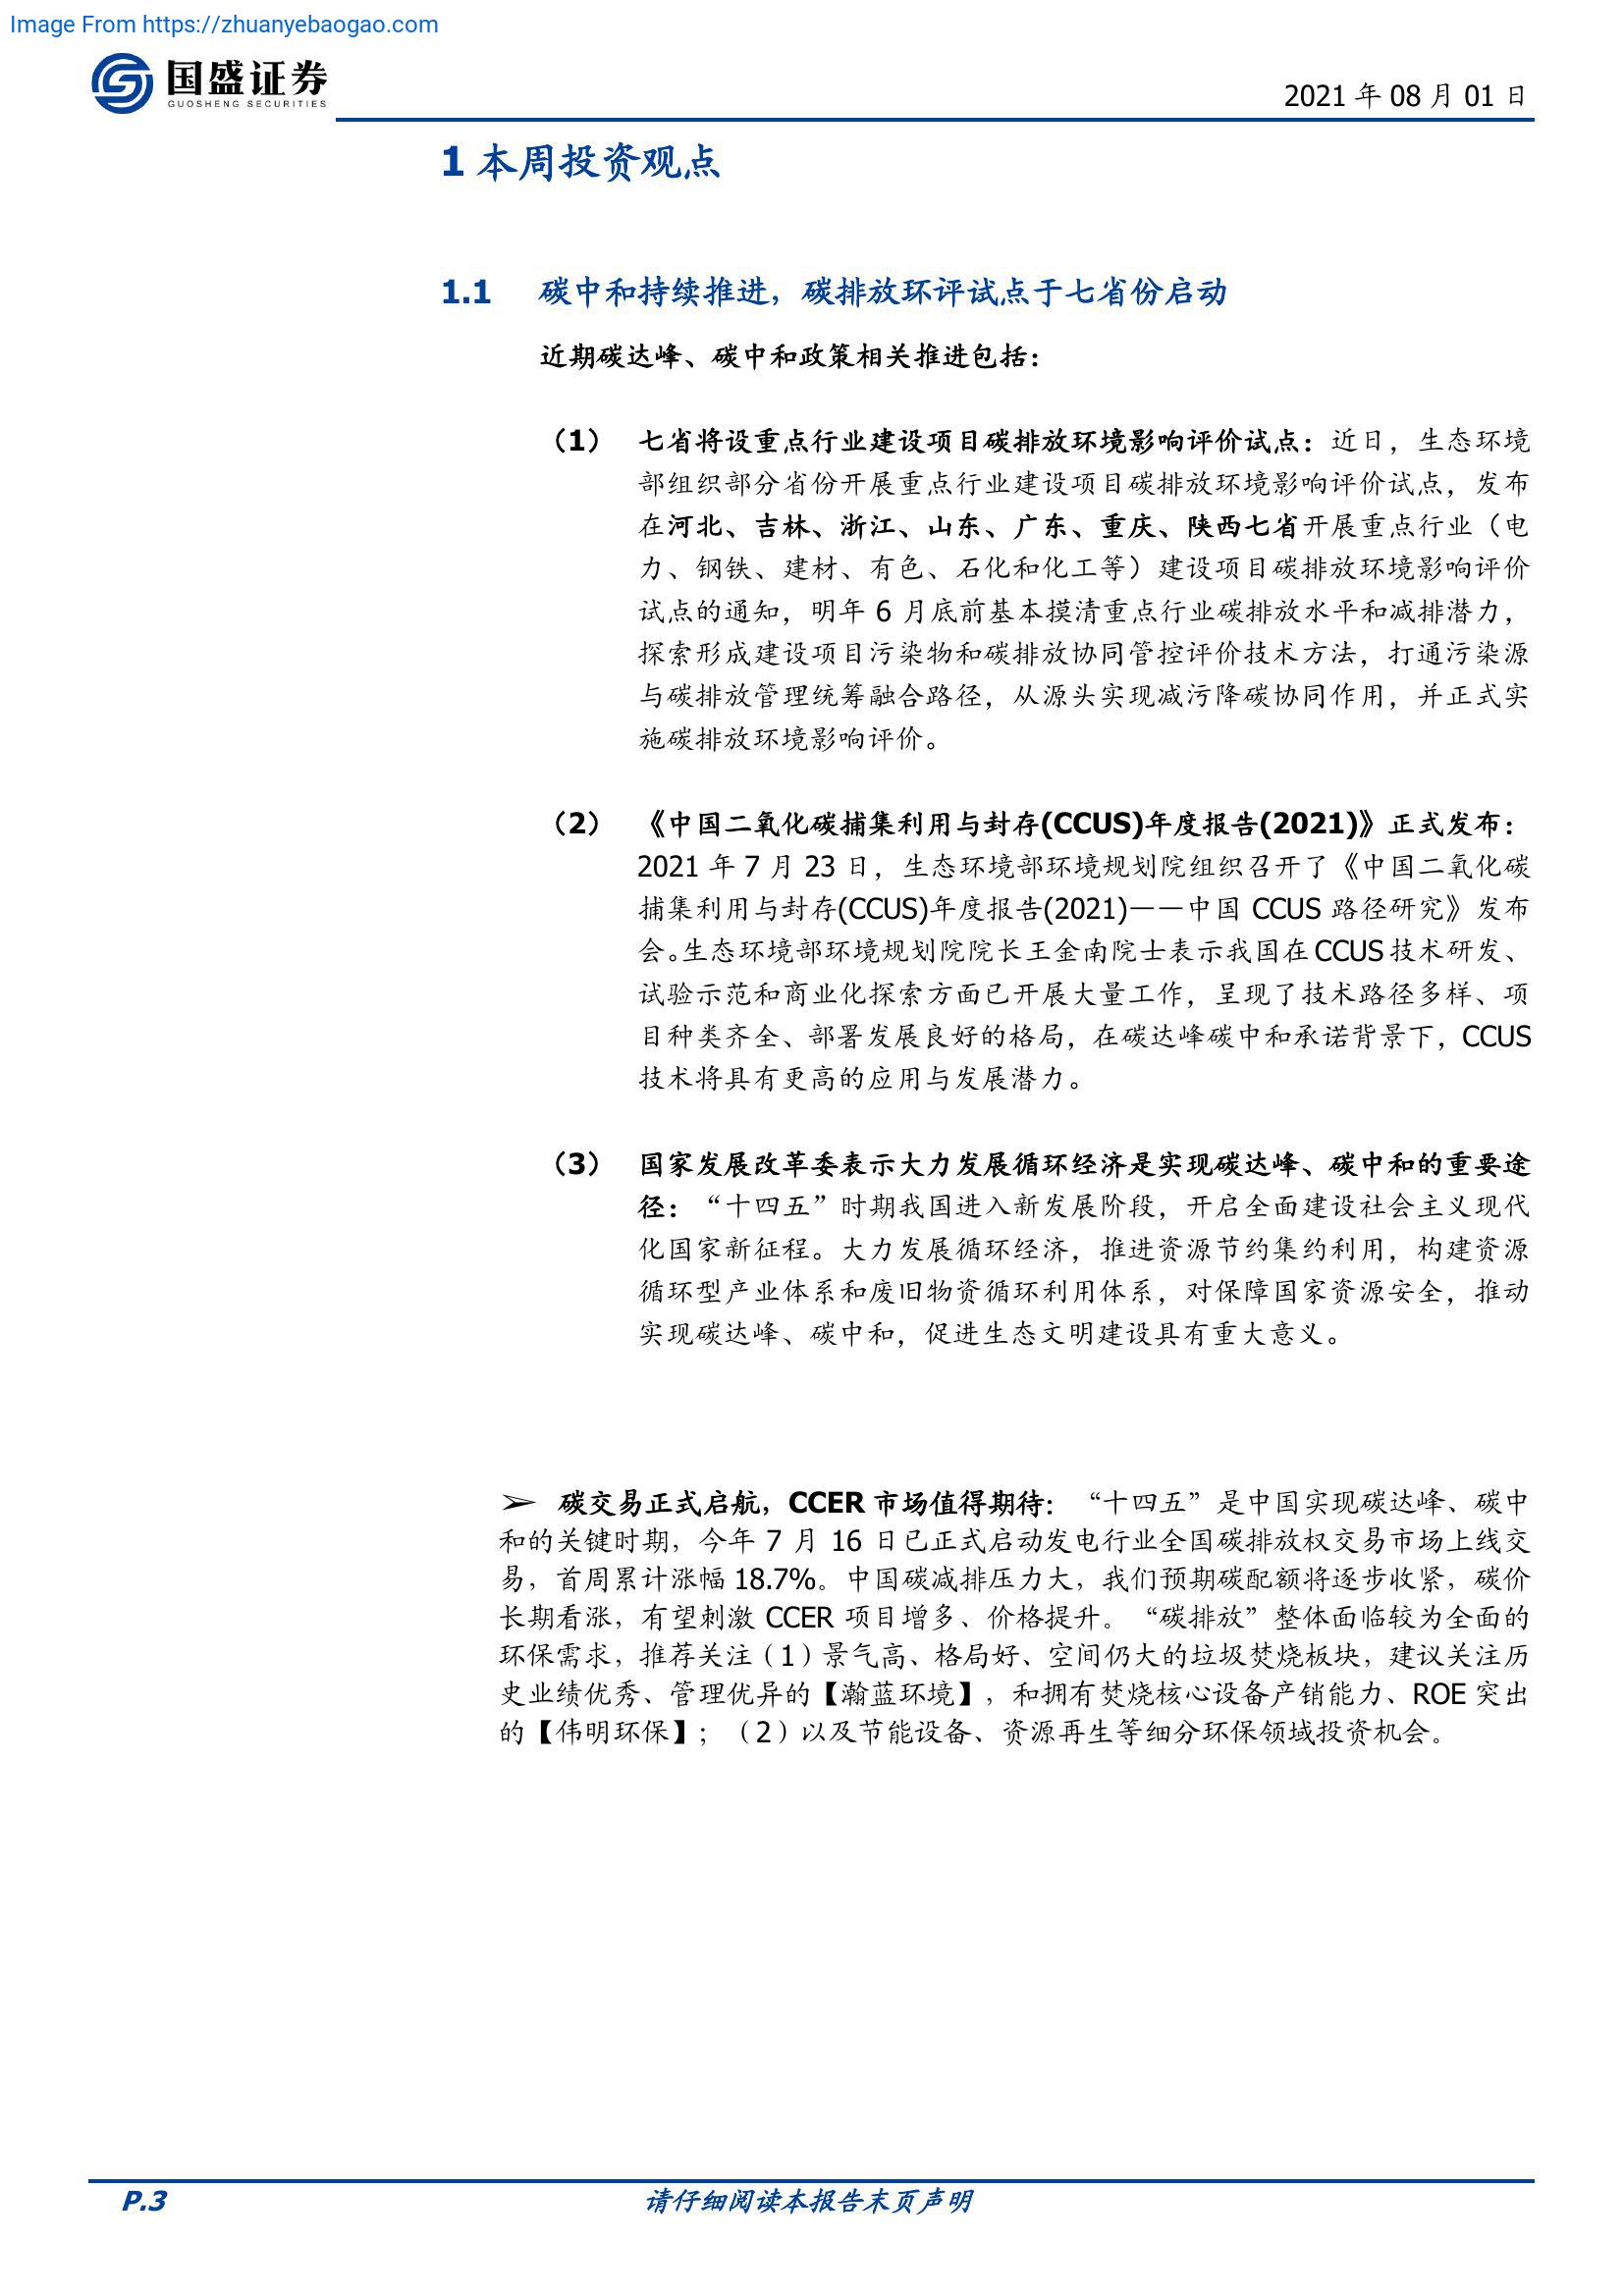 Image From https://zhuanyebaogao.com
国盛证券
GUOSHENG SECURITIES
2021 年 08 月 01 日
1 本周投资观点
1.1 碳中和持续推进，碳排放环评试点于七省份启动
近期碳达峰、碳中和政策相关推进包括：
（1） 七省将设重点行业建设项目碳排放环境影响评价试点：近日，生态环境
部组织部分省份开展重点行业建设项目碳排放环境影响评价试点，发布
在河北、吉林、浙江、山东、广东、重庆、陕西七省开展重点行业（电
力、钢铁、建材、有色、石化和化工等）建设项目碳排放环境影响评价
试点的通知，明年 6 月底前基本摸清重点行业碳排放水平和减排潜力，
探索形成建设项目污染物和碳排放协同管控评价技术方法，打通污染源
与碳排放管理统筹融合路径，从源头实现减污降碳协同作用，并正式实
施碳排放环境影响评价。
（2） 《中国二氧化碳捕集利用与封存(CCUS)年度报告(2021)》正式发布：
2021 年 7 月 23 日，生态环境部环境规划院组织召开了《中国二氧化碳
捕集利用与封存(CCUS)年度报告(2021)——中国 CCUS 路径研究》发布
会。生态环境部环境规划院院长王金南院士表示我国在 CCUS 技术研发、
试验示范和商业化探索方面已开展大量工作，呈现了技术路径多样、项
目种类齐全、部署发展良好的格局，在碳达峰碳中和承诺背景下，CCUS
技术将具有更高的应用与发展潜力。
（3） 国家发展改革委表示大力发展循环经济是实现碳达峰、碳中和的重要途
径：“十四五”时期我国进入新发展阶段，开启全面建设社会主义现代
化国家新征程。大力发展循环经济，推进资源节约集约利用，构建资源
循环型产业体系和废旧物资循环利用体系，对保障国家资源安全，推动
实现碳达峰、碳中和，促进生态文明建设具有重大意义。
➢ 碳交易正式启航，CCER 市场值得期待：“十四五”是中国实现碳达峰、碳中
和的关键时期，今年 7 月 16 日已正式启动发电行业全国碳排放权交易市场上线交
易，首周累计涨幅 18.7%。中国碳减排压力大，我们预期碳配额将逐步收紧，碳价
长期看涨，有望刺激 CCER 项目增多、价格提升。“碳排放”整体面临较为全面的
环保需求，推荐关注（1）景气高、格局好、空间仍大的垃圾焚烧板块，建议关注历
史业绩优秀、管理优异的【瀚蓝环境】，和拥有焚烧核心设备产销能力、ROE 突出
的【伟明环保】；（2）以及节能设备、资源再生等细分环保领域投资机会。
P.3
请仔细阅读本报告末页声明